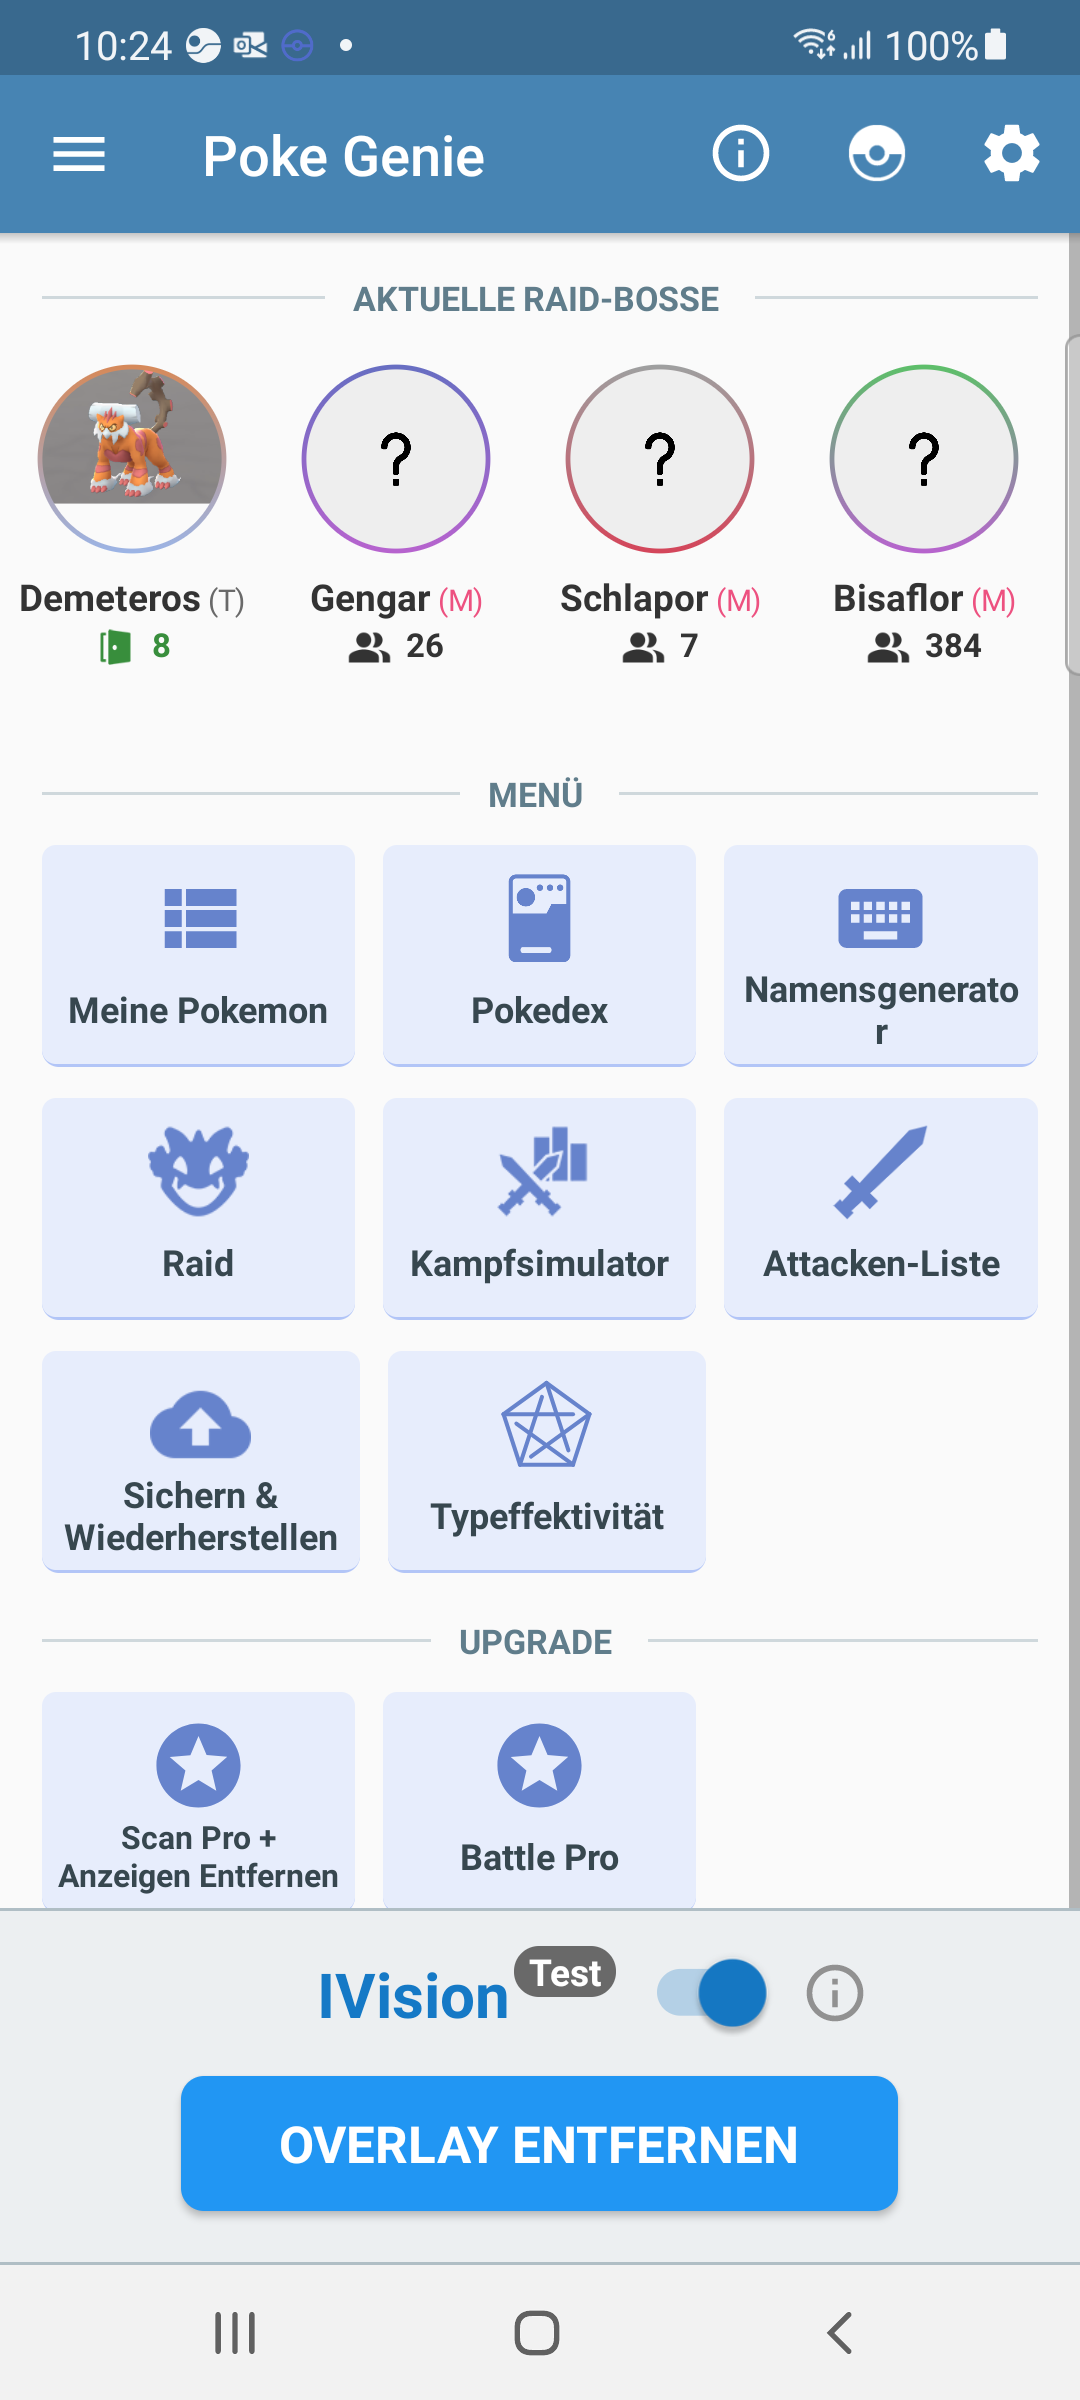 10:24
100%
Poke Genie
AKTUELLE RAID-BOSSE
?
?
?
Demeteros (T)
Gengar (M)
Schlapor (M)
Bisaflor (M)
8
26
7
384
MENÜ
Meine Pokemon
Pokedex
Namensgenerato
r
Raid
Kampfsimulator
Attacken-Liste
Sichern &
Wiederherstellen
Typeffektivität
UPGRADE
Scan Pro +
Anzeigen Entfernen
Battle Pro
IVision
Test
OVERLAY ENTFERNEN